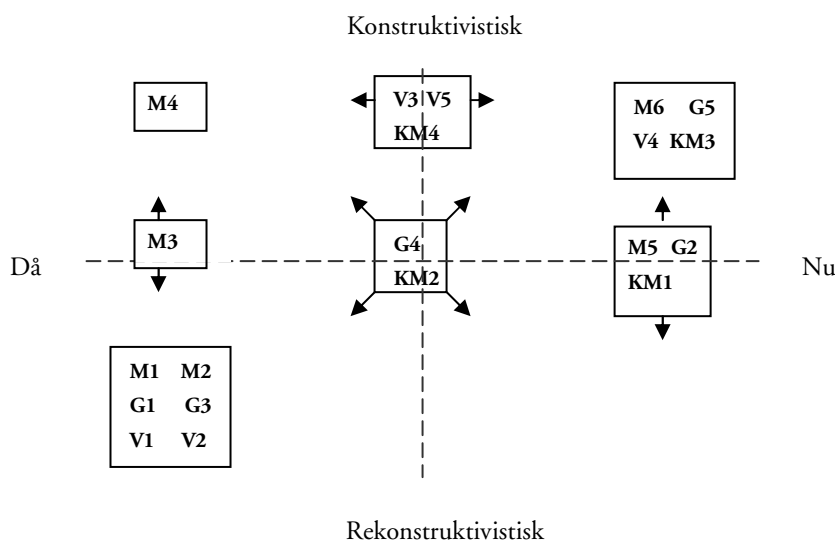 Konstruktivistisk
M4
V3 V5
KM4
M6 G5
V4 KM3
M3
G4
KM2
M5 G2
KM1
Då
Nu
M1 M2
G1 G3
V1 V2
Rekonstruktivistisk